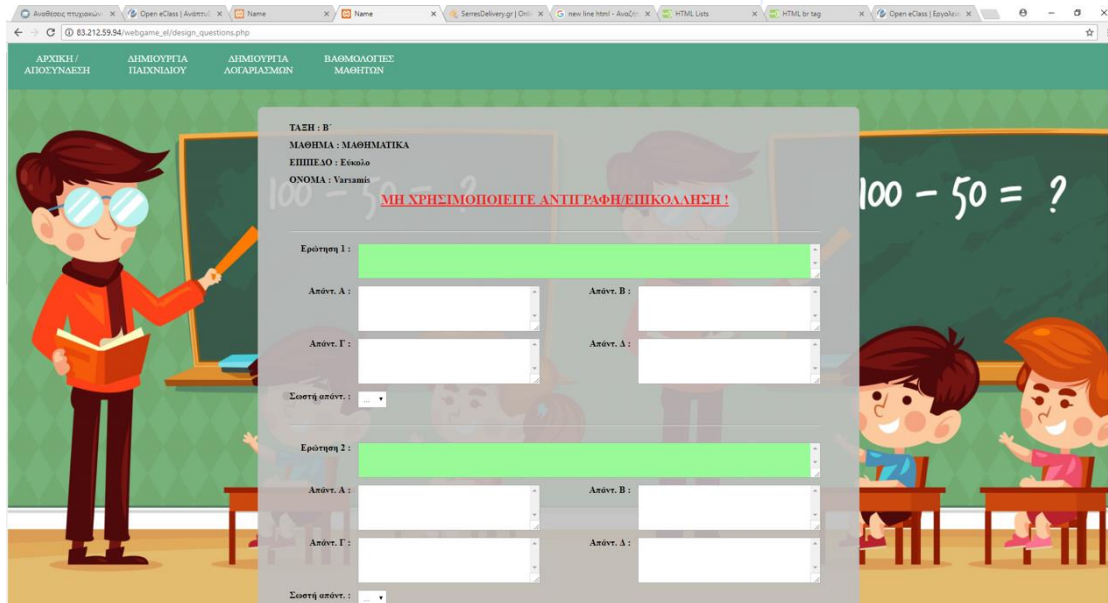 Αναθέσεις πτυχιακών
Open eClass | Αναπτυ
Name
Name
SerresDelivery.gr | Onli
new line html - Αναζήτ
HTML Lists
HTML br tag
Open eClass | Εργαλεί
83.212.59.94/webgame_el/design_questions.php
ΑΡΧΙΚΗ / ΑΠΟΣΥΝΔΕΣΗ
ΔΗΜΙΟΥΡΓΙΑ ΠΑΙΧΝΙΔΙΟΥ
ΔΗΜΙΟΥΡΓΙΑ ΛΟΓΑΡΙΑΣΜΩΝ
ΒΑΘΜΟΛΟΓΙΕΣ ΜΑΘΗΤΩΝ
ΤΑΞΗ : Β΄
ΜΑΘΗΜΑ : ΜΑΘΗΜΑΤΙΚΑ
ΕΠΙΠΕΔΟ : Εύκολο
ΟΝΟΜΑ : Varsamis
100 - 50 = ?
100 - 50 = ?
ΜΗ ΧΡΗΣΙΜΟΠΟΙΕΙΤΕ ΑΝΤΙΓΡΑΦΗ/ΕΠΙΚΟΛΛΗΣΗ !
Ερώτηση 1 :
Απάντ. Α :
Απάντ. Β :
Απάντ. Γ :
Απάντ. Δ :
Σωστή απάντ. : ...
Ερώτηση 2 :
Απάντ. Α :
Απάντ. Β :
Απάντ. Γ :
Απάντ. Δ :
Σωστή απάντ. : ...